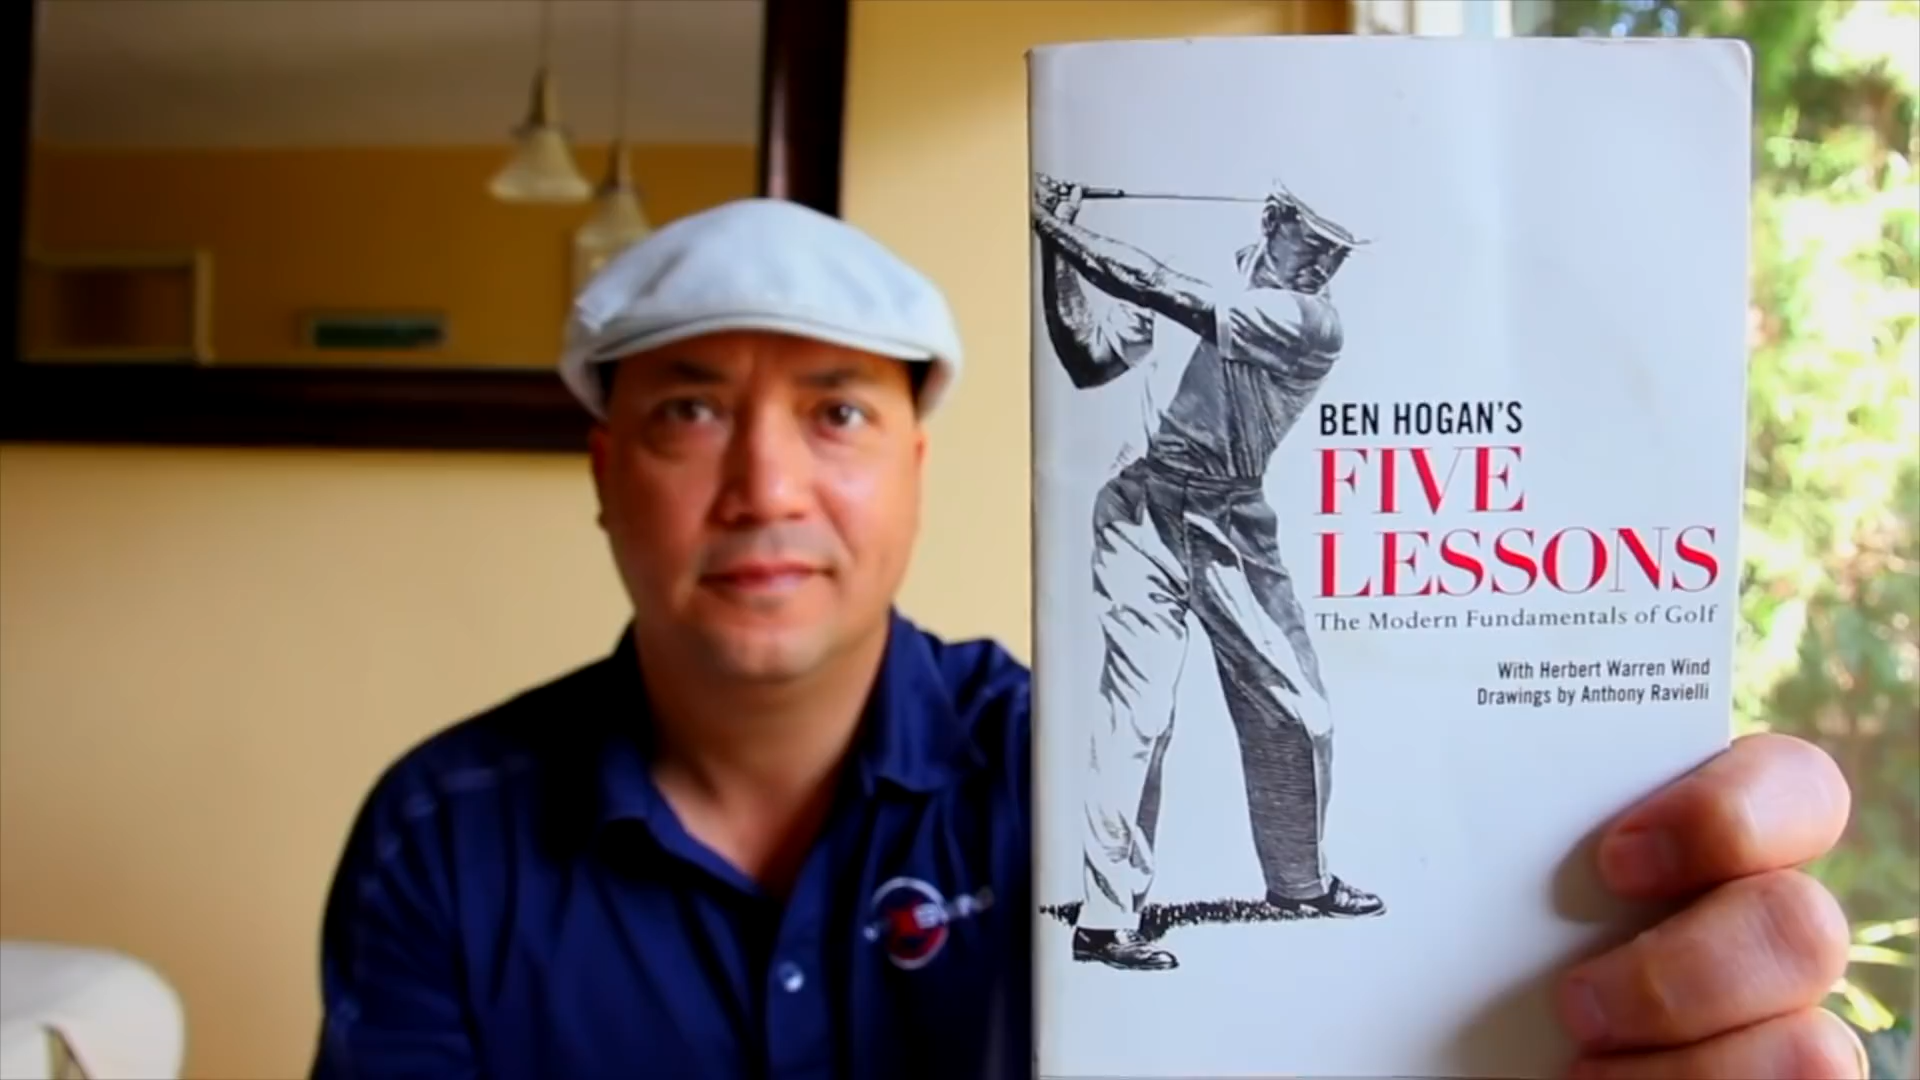 BEN HOGAN'S
FIVE
LESSONS
The Modern Fundamentals of Golf
With Herbert Warren Wind
Drawings by Anthony Ravielli